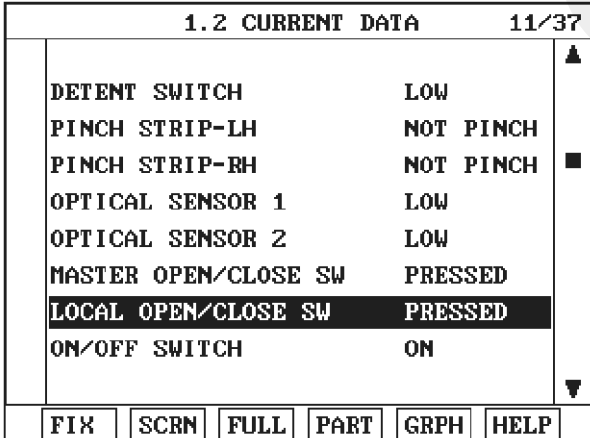 1.2 CURRENT DATA 11/37
DETENT SWITCH LOW
PINCH STRIP-LH NOT PINCH
PINCH STRIP-RH NOT PINCH
OPTICAL SENSOR 1 LOW
OPTICAL SENSOR 2 LOW
MASTER OPEN/CLOSE SW PRESSED
LOCAL OPEN/CLOSE SW PRESSED
ON/OFF SWITCH ON
FIX SCRN FULL PART GRPH HELP